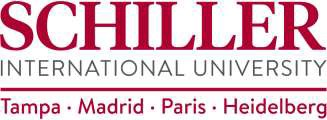 SCHILLER
INTERNATIONAL UNIVERSITY
Tampa · Madrid · Paris · Heidelberg